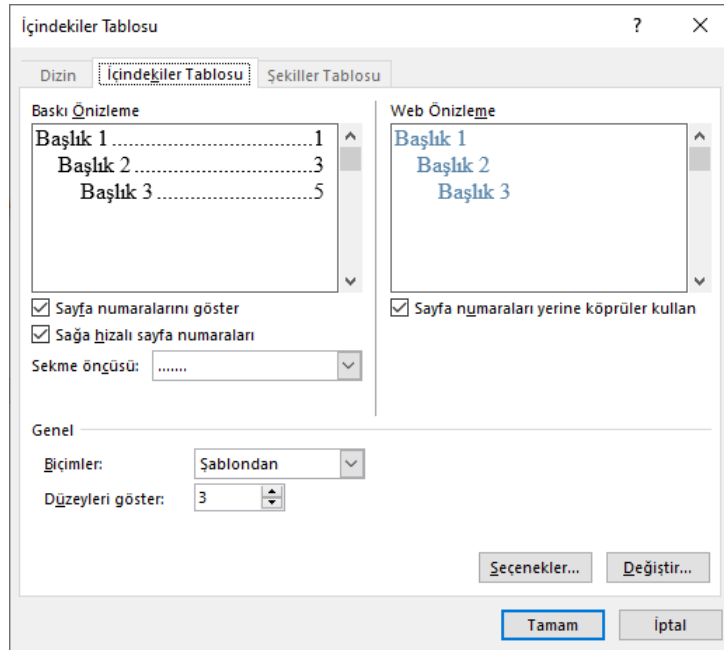 İçindekiler Tablosu
?
Dizin
İçindekiler Tablosu
Şekiller Tablosu
Baskı Önizleme
Başlık 1.....................................1
Başlık 2................................3
Başlık 3............................5
Sayfa numaralarını göster
Sağa hizalı sayfa numaraları
Sekme öncüsü: .......
Web Önizleme
Başlık 1
Başlık 2
Başlık 3
Sayfa numaraları yerine köprüler kullan
Genel
Biçimler: Şablondan
Düzeyleri göster: 3
Seçenekler... Değiştir...
Tamam İptal